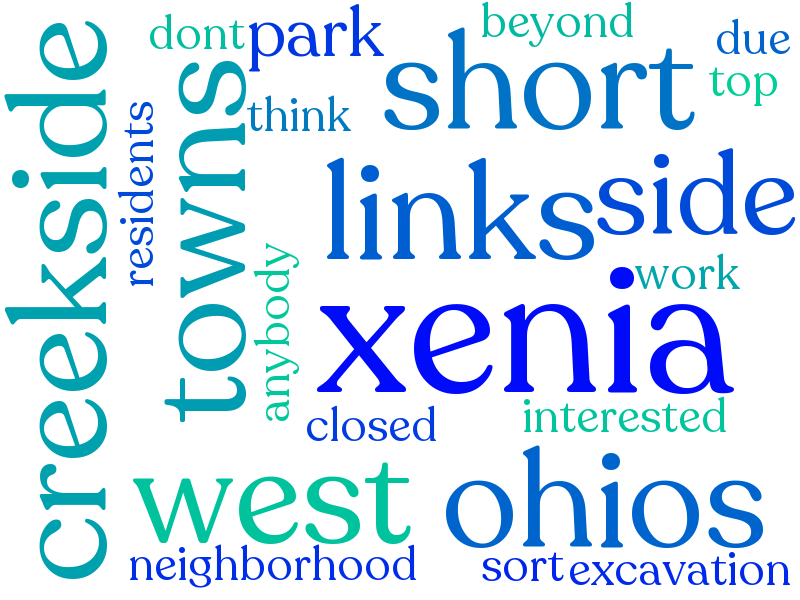 creekside
residents
towns
dont
park
think
anybody
beyond
short
due
top
links
side
work
xenia
closed
interested
west
ohios
neighborhood
sort
excavation